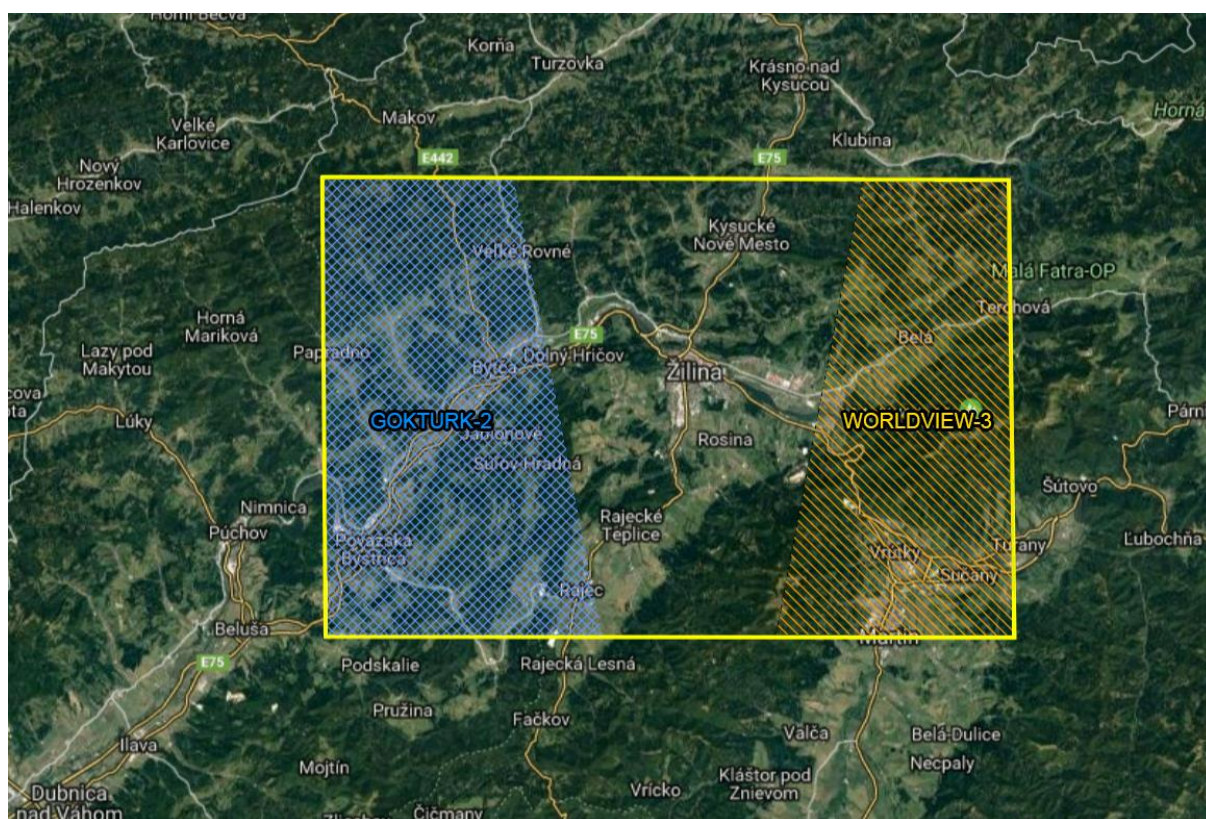 Horní Bečva
Korňa
Turzovka
Krásno nad
Kysucou
Makov
Velké
Karlovice
Horná
Klubina
E442
E75
Nový
Hrozenkov
Halenkov
Kysucké
Nové Mesto
Veľké Rovné
Malá Fatra-OP
Terchová
Horná
Mariková
E75
Belá
Lazy pod
Makytou
Papradno
Dolný Hričov
Bytča
Žilina
Lúky
GOKTURK-2
WORLDVIEW-3
Párni
Jablonové
Rosina
Súľov-Hradná
Šútovo
Nimnica
Rajecké
Teplice
Púchov
Považská
Bystrica
Vrútky
Turany
Ľubochňa
Sučany
Rajec
Beluša
Martin
E75
Podskalie
Rajecká Lesná
Pružina
Fačkov
Valča
Belá-Dulice
Ilava
Necpaly
Mojtín
Kláštor pod
Znievom
Vrícko
Dubnica
nad Váhom
Čičmany